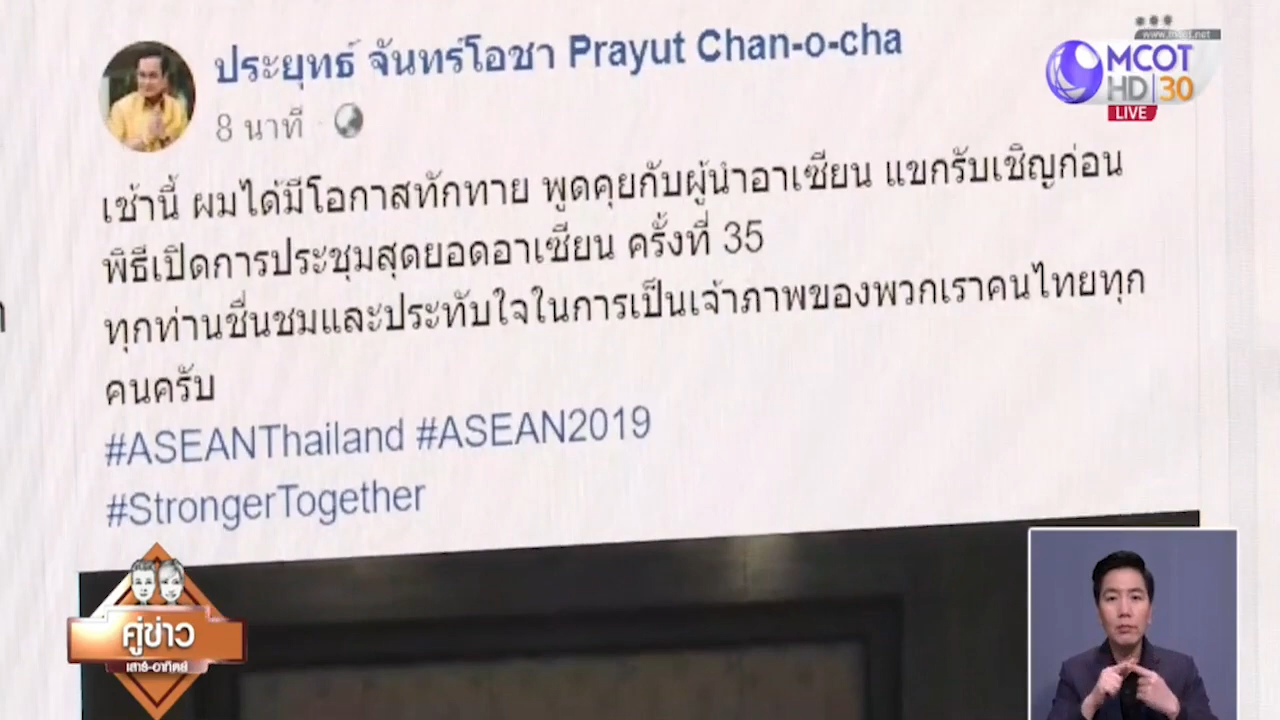 ประยุทธ์ จันทร์โอชา Prayut Chan-o-cha
8 นาที
www.mcot.net
MCOT
HD 30
LIVE
เช้านี้ ผมได้มีโอกาสทักทาย พูดคุยกับผู้นำอาเซียน แขกรับเชิญก่อน
พิธีเปิดการประชุมสุดยอดอาเซียน ครั้งที่ 35
ทุกท่านชื่นชมและประทับใจในการเป็นเจ้าภาพของพวกเราคนไทยทุก
คนครับ
#ASEANThailand #ASEAN2019
#StrongerTogether
คู่ข่าว
เสาร์-อาทิตย์